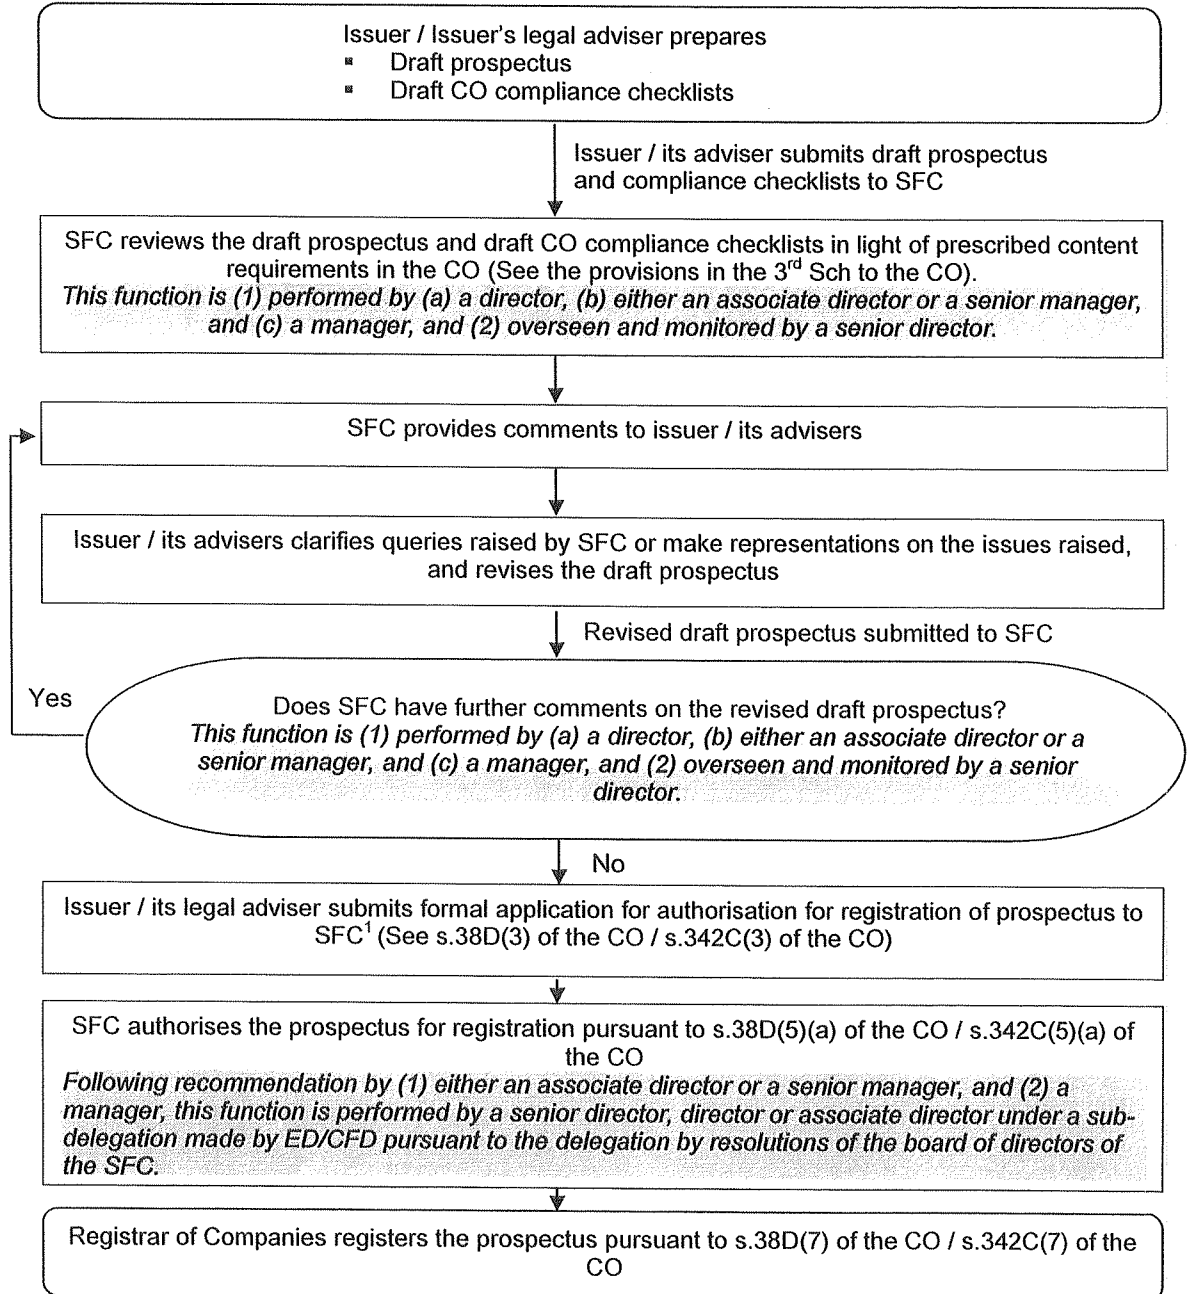 Issuer / Issuer's legal adviser prepares
▪ Draft prospectus
▪ Draft CO compliance checklists
Issuer / its adviser submits draft prospectus
and compliance checklists to SFC
SFC reviews the draft prospectus and draft CO compliance checklists in light of prescribed content
requirements in the CO (See the provisions in the 3rd Sch to the CO).
This function is (1) performed by (a) a director, (b) either an associate director or a senior manager,
and (c) a manager, and (2) overseen and monitored by a senior director.
SFC provides comments to issuer / its advisers
Issuer / its advisers clarifies queries raised by SFC or make representations on the issues raised,
and revises the draft prospectus
Revised draft prospectus submitted to SFC
Yes
Does SFC have further comments on the revised draft prospectus?
This function is (1) performed by (a) a director, (b) either an associate director or a
senior manager, and (c) a manager, and (2) overseen and monitored by a senior
director.
No
Issuer / its legal adviser submits formal application for authorisation for registration of prospectus to
SFC1 (See s.38D(3) of the CO / s.342C(3) of the CO)
SFC authorises the prospectus for registration pursuant to s.38D(5)(a) of the CO / s.342C(5)(a) of
the CO
Following recommendation by (1) either an associate director or a senior manager, and (2) a
manager, this function is performed by a senior director, director or associate director under a sub-
delegation made by ED/CFD pursuant to the delegation by resolutions of the board of directors of
the SFC.
Registrar of Companies registers the prospectus pursuant to s.38D(7) of the CO / s.342C(7) of the
CO